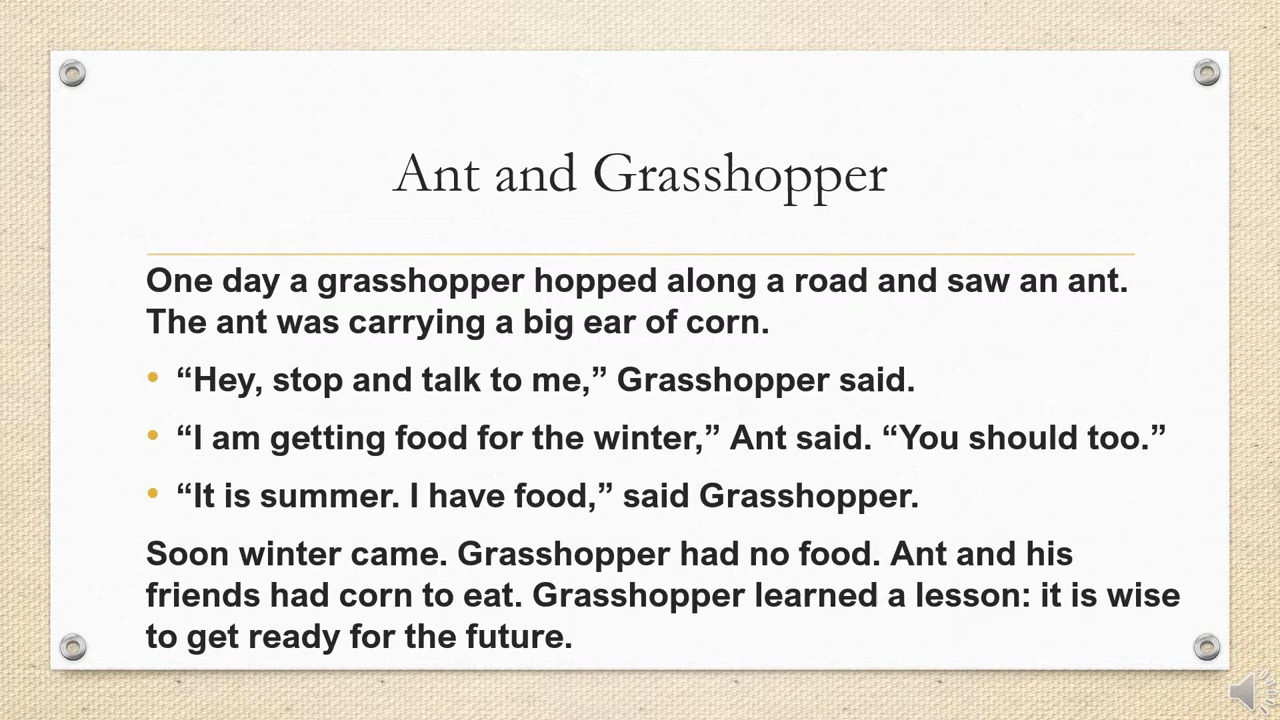 Ant and Grasshopper
One day a grasshopper hopped along a road and saw an ant.
The ant was carrying a big ear of corn.
• “Hey, stop and talk to me,” Grasshopper said.
• “I am getting food for the winter,” Ant said. “You should too.”
• “It is summer. I have food,” said Grasshopper.
Soon winter came. Grasshopper had no food. Ant and his
friends had corn to eat. Grasshopper learned a lesson: it is wise
to get ready for the future.